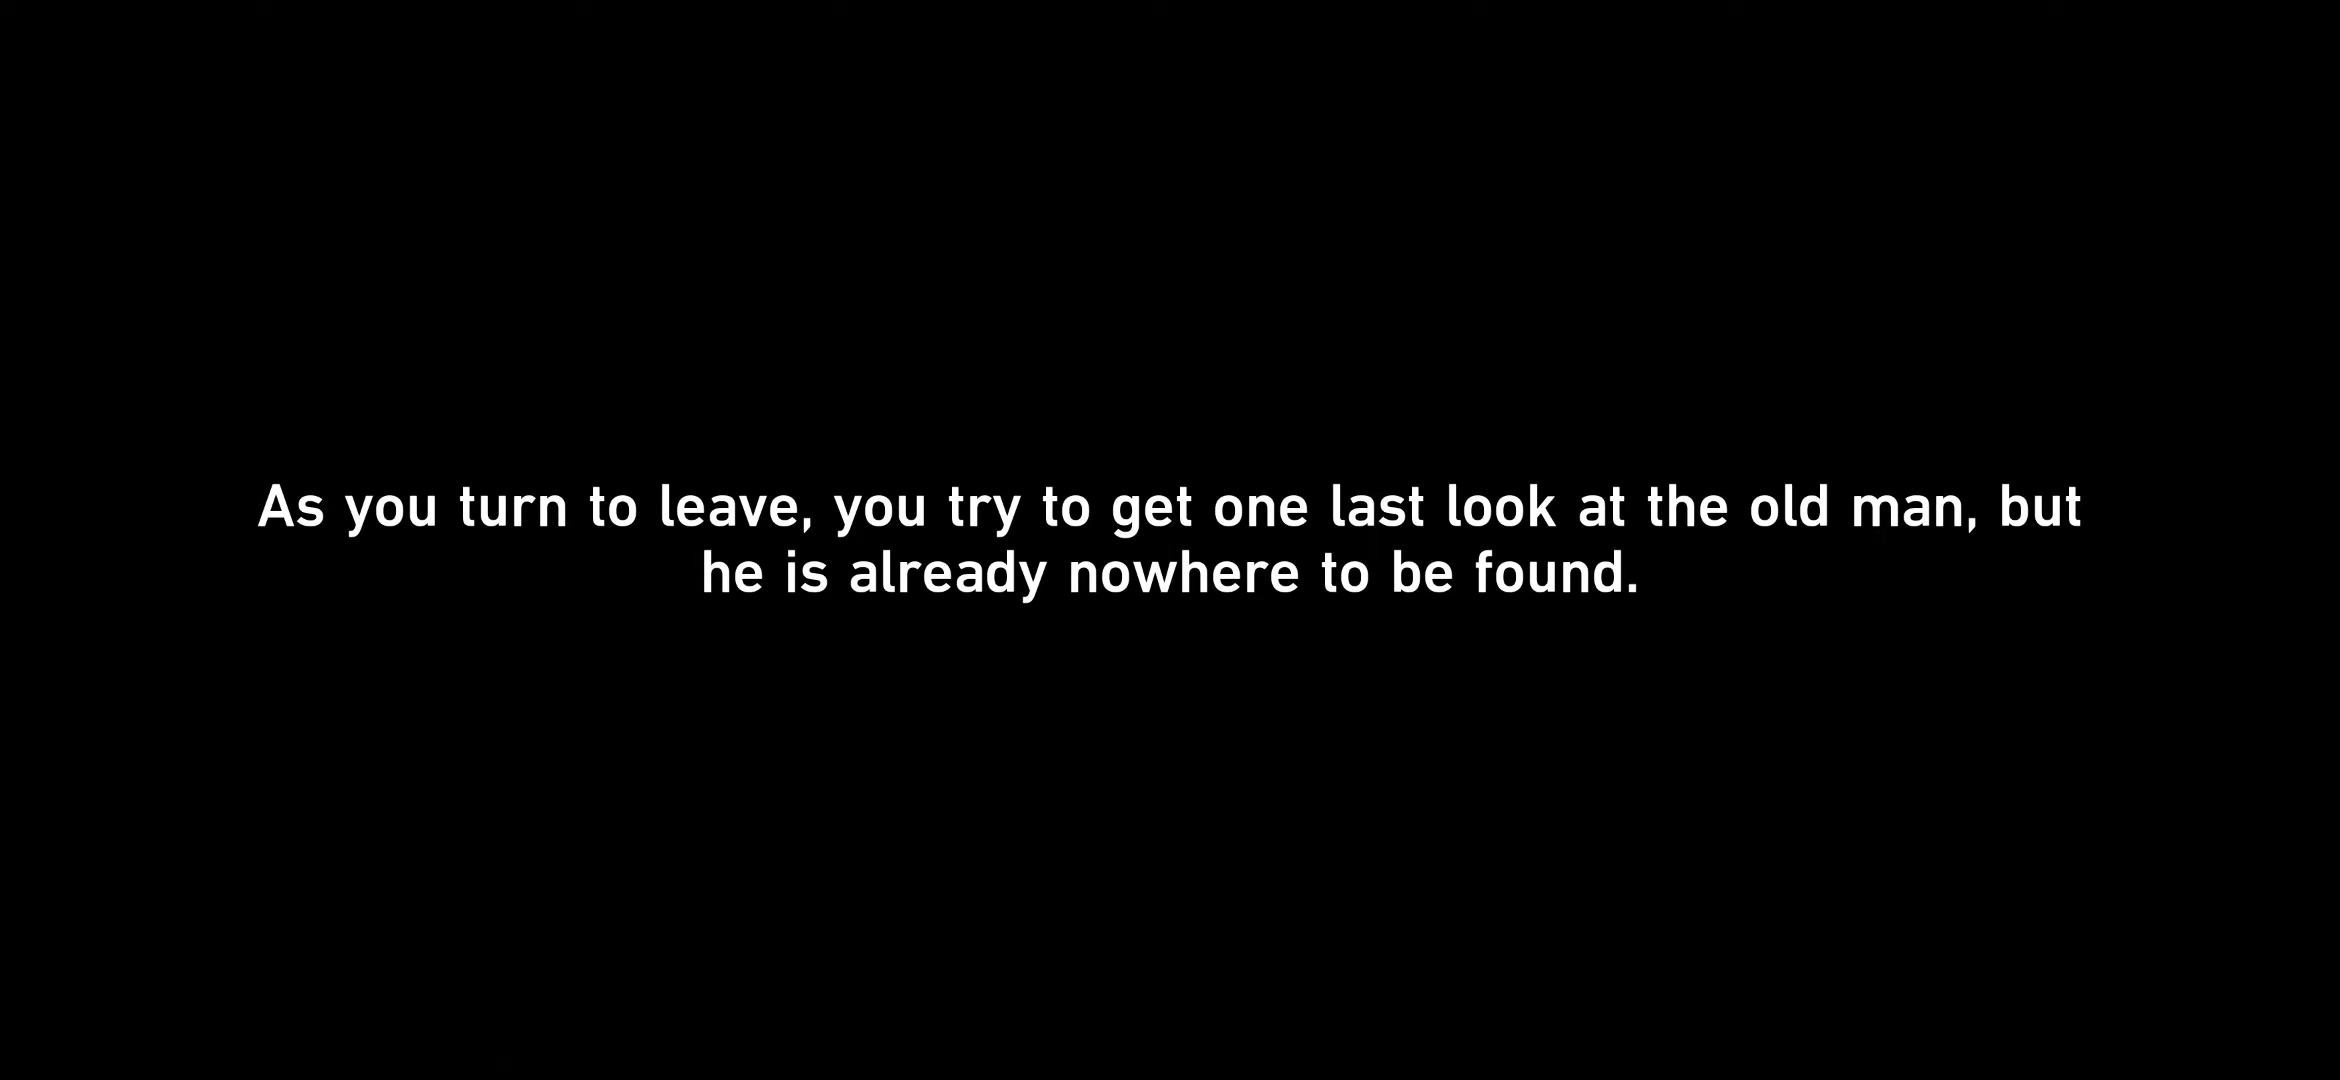 As you turn to leave, you try to get one last look at the old man, but
he is already nowhere to be found.